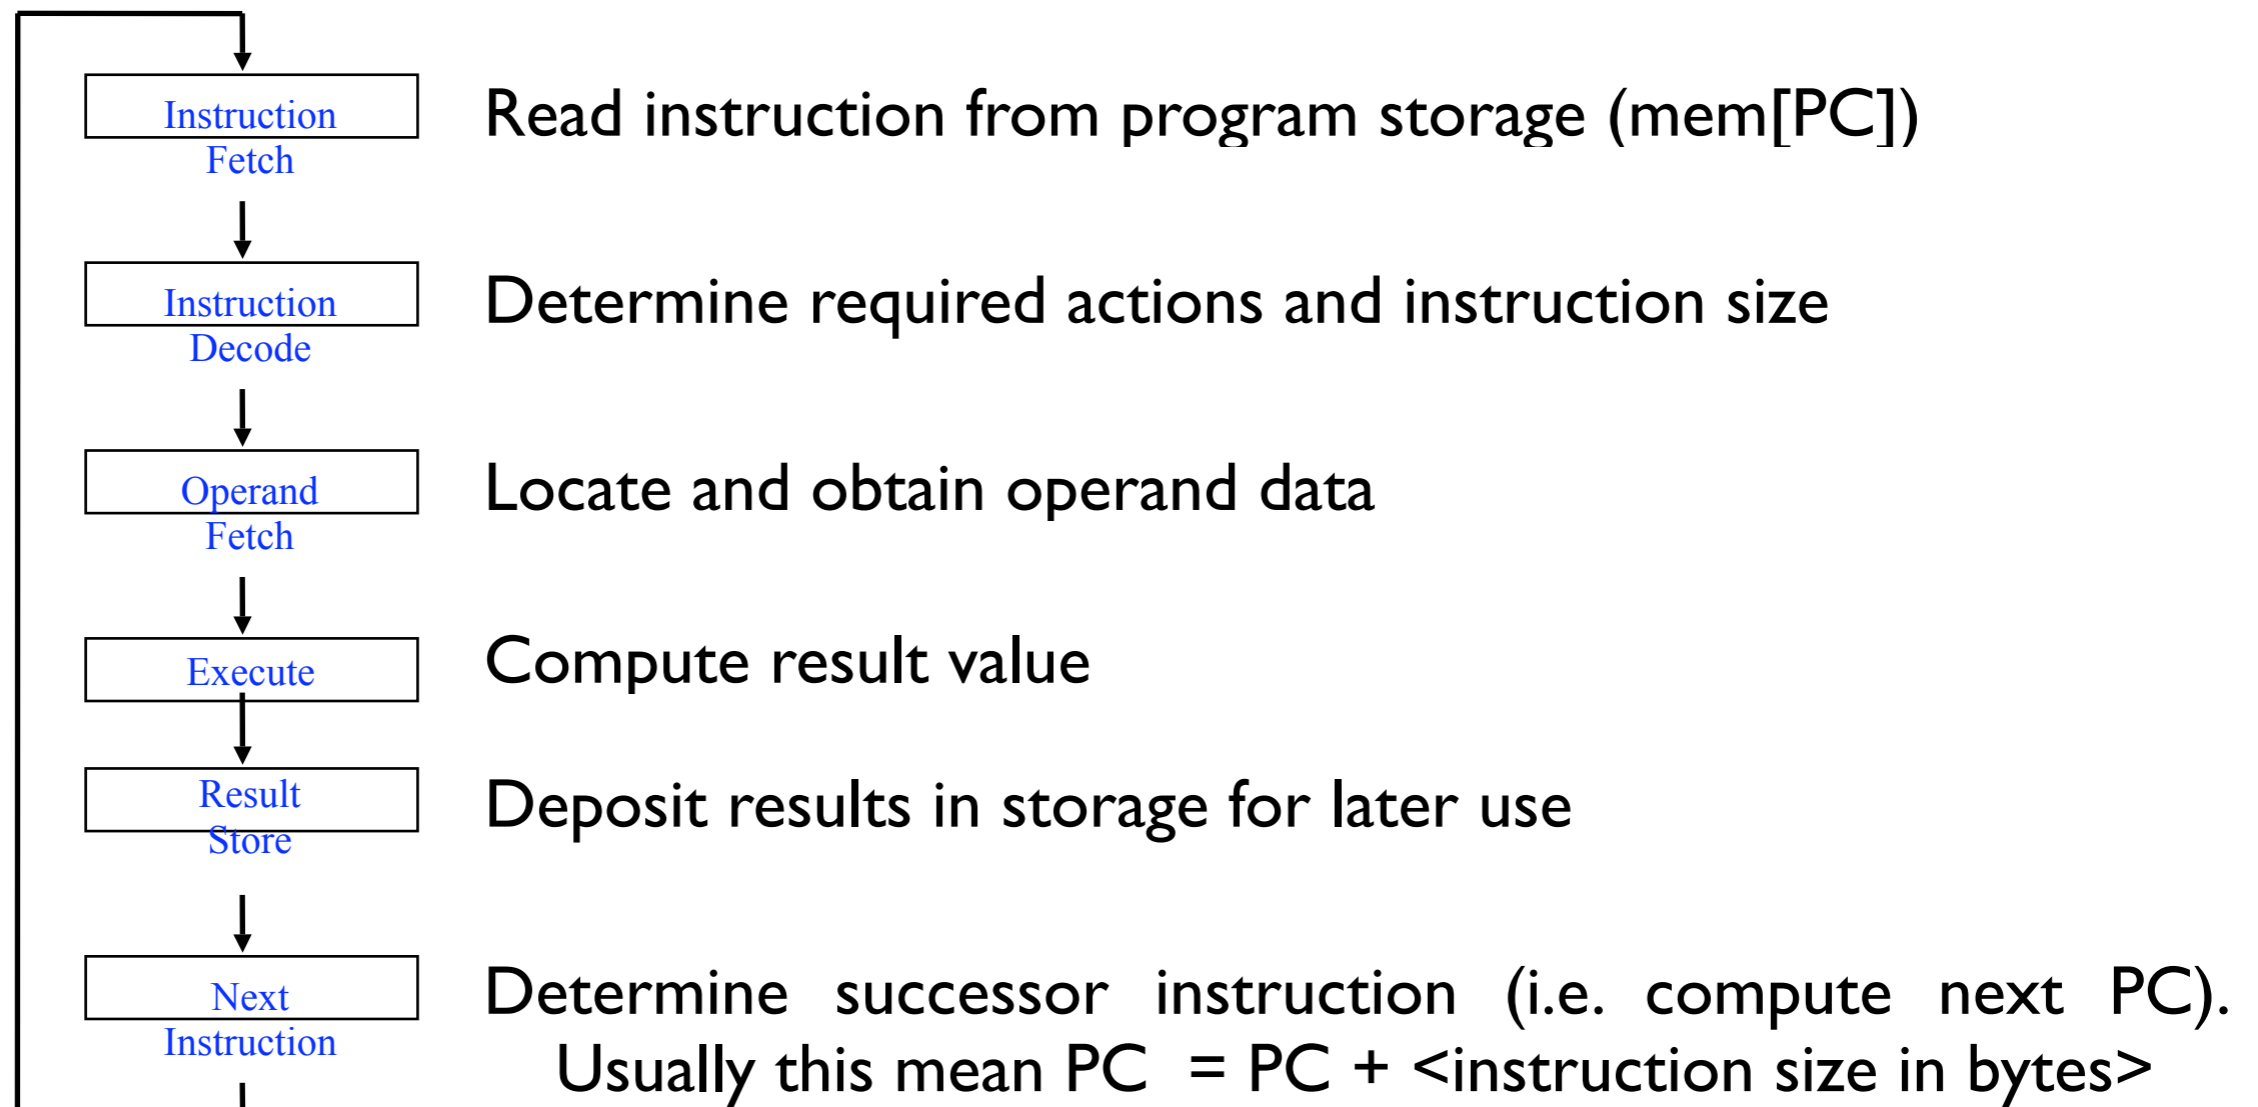 Instruction
Fetch
Read instruction from program storage (mem[PC])
Instruction
Decode
Determine required actions and instruction size
Operand
Fetch
Locate and obtain operand data
Execute
Compute result value
Result
Store
Deposit results in storage for later use
Next
Instruction
Determine successor instruction (i.e. compute next PC).
Usually this mean PC = PC + <instruction size in bytes>